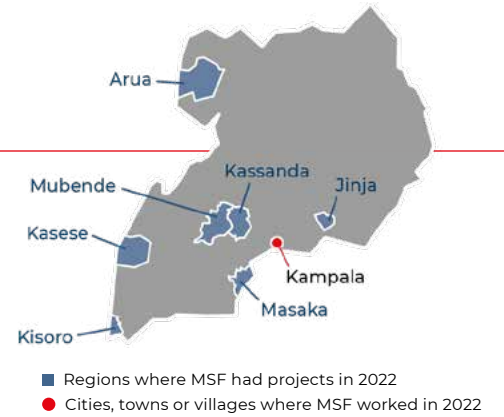 Arua
Kassanda
Mubende
Jinja
Kasese
Kampala
Masaka
Kisoro
Regions where MSF had projects in 2022
Cities, towns or villages where MSF worked in 2022